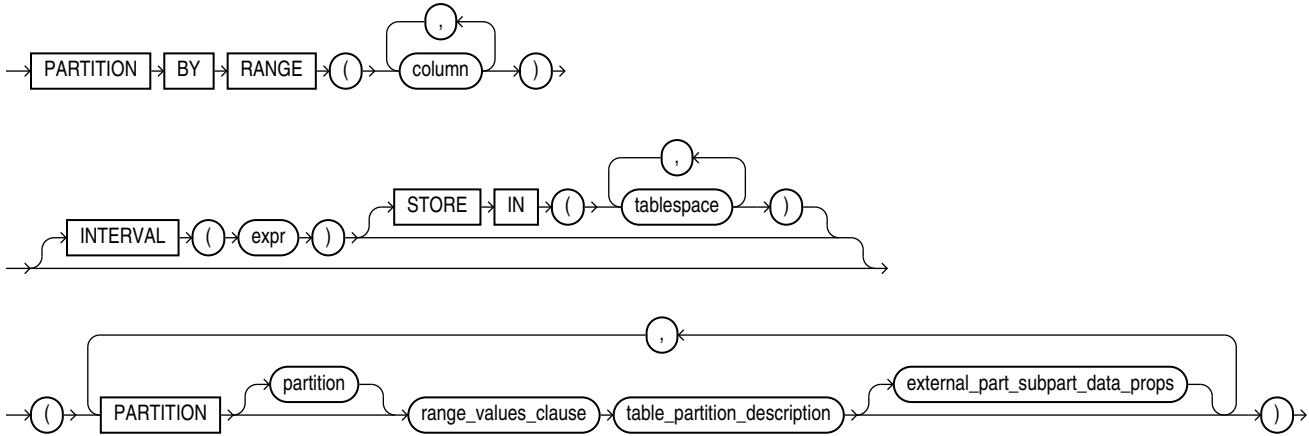 ,
PARTITION BY RANGE ( column )
,
STORE IN ( tablespace )
INTERVAL ( expr )
,
partition external_part_subpart_data_props
( PARTITION range_values_clause table_partition_description )